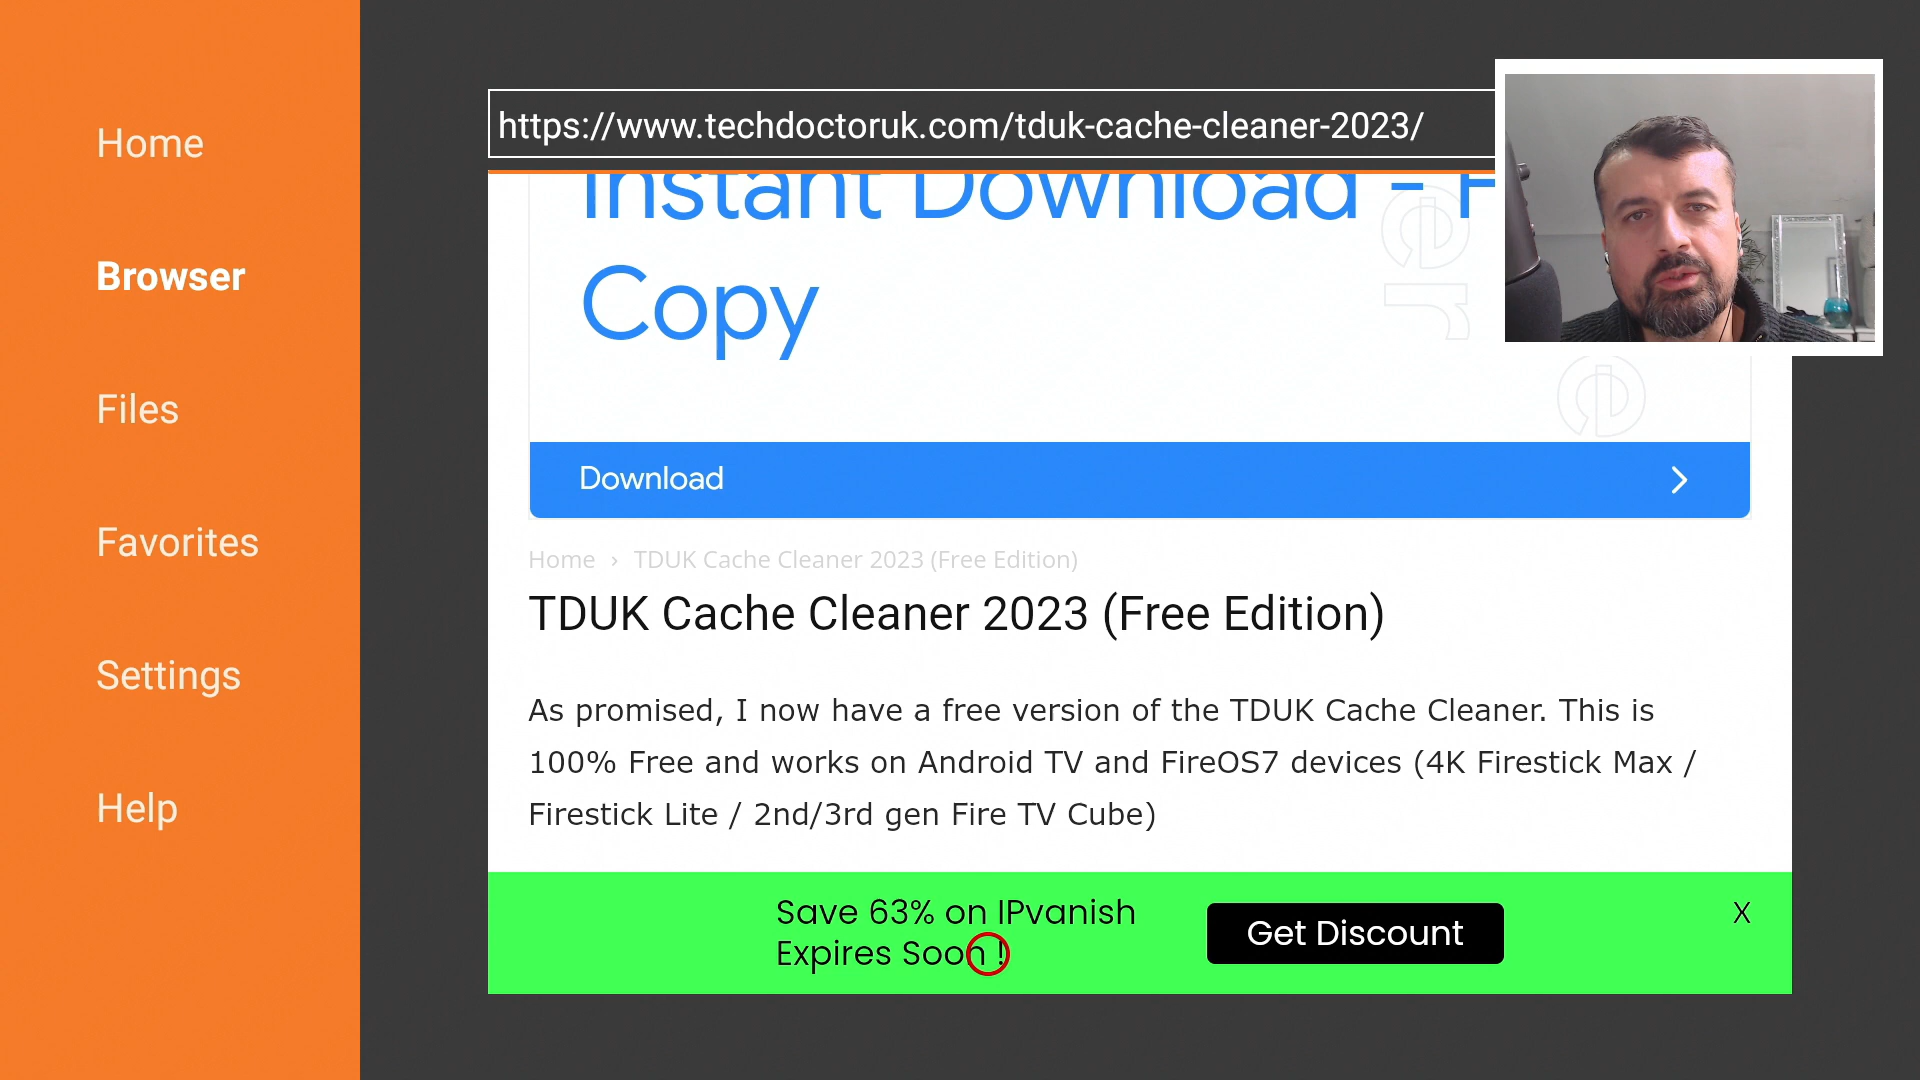 Home
Browser
Files
Favorites
Settings
Help
https://www.techdoctoruk.com/tduk-cache-cleaner-2023/
Instant Download -
Copy
er
e
Download
Home › TDUK Cache Cleaner 2023 (Free Edition)
TDUK Cache Cleaner 2023 (Free Edition)
As promised, I now have a free version of the TDUK Cache Cleaner. This is
100% Free and works on Android TV and FireOS7 devices (4K Firestick Max /
Firestick Lite / 2nd/3rd gen Fire TV Cube)
Save 63% on IPvanish
Expires Soon !
Get Discount
X